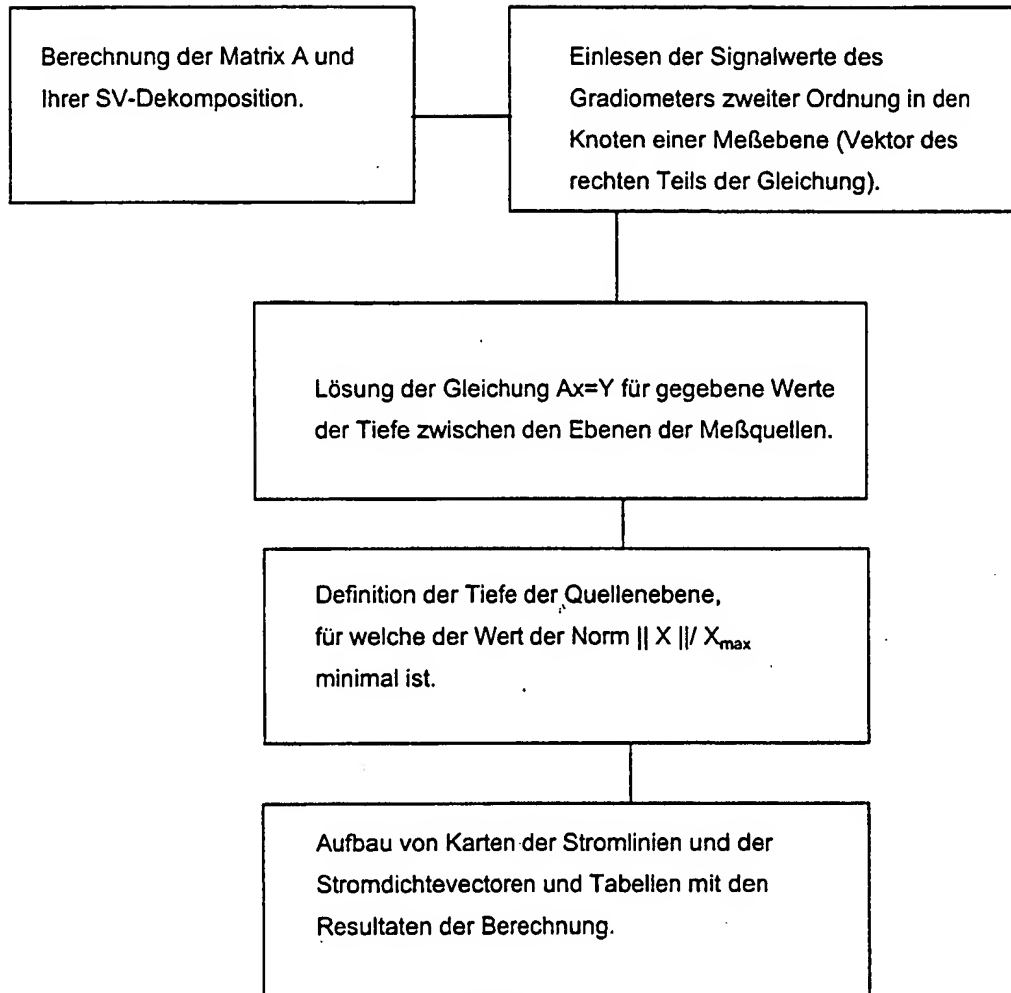 Berechnung der Matrix A und
Ihrer SV-Dekomposition.
Einlesen der Signalwerte des
Gradiometers zweiter Ordnung in den
Knoten einer Meßebene (Vektor des
rechten Teils der Gleichung).
Lösung der Gleichung Ax=Y für gegebene Werte
der Tiefe zwischen den Ebenen der Meßquellen.
Definition der Tiefe der Quellenebene,
für welche der Wert der Norm || X ||/ Xmax
minimal ist.
Aufbau von Karten der Stromlinien und der
Stromdichtevectoren und Tabellen mit den
Resultaten der Berechnung.